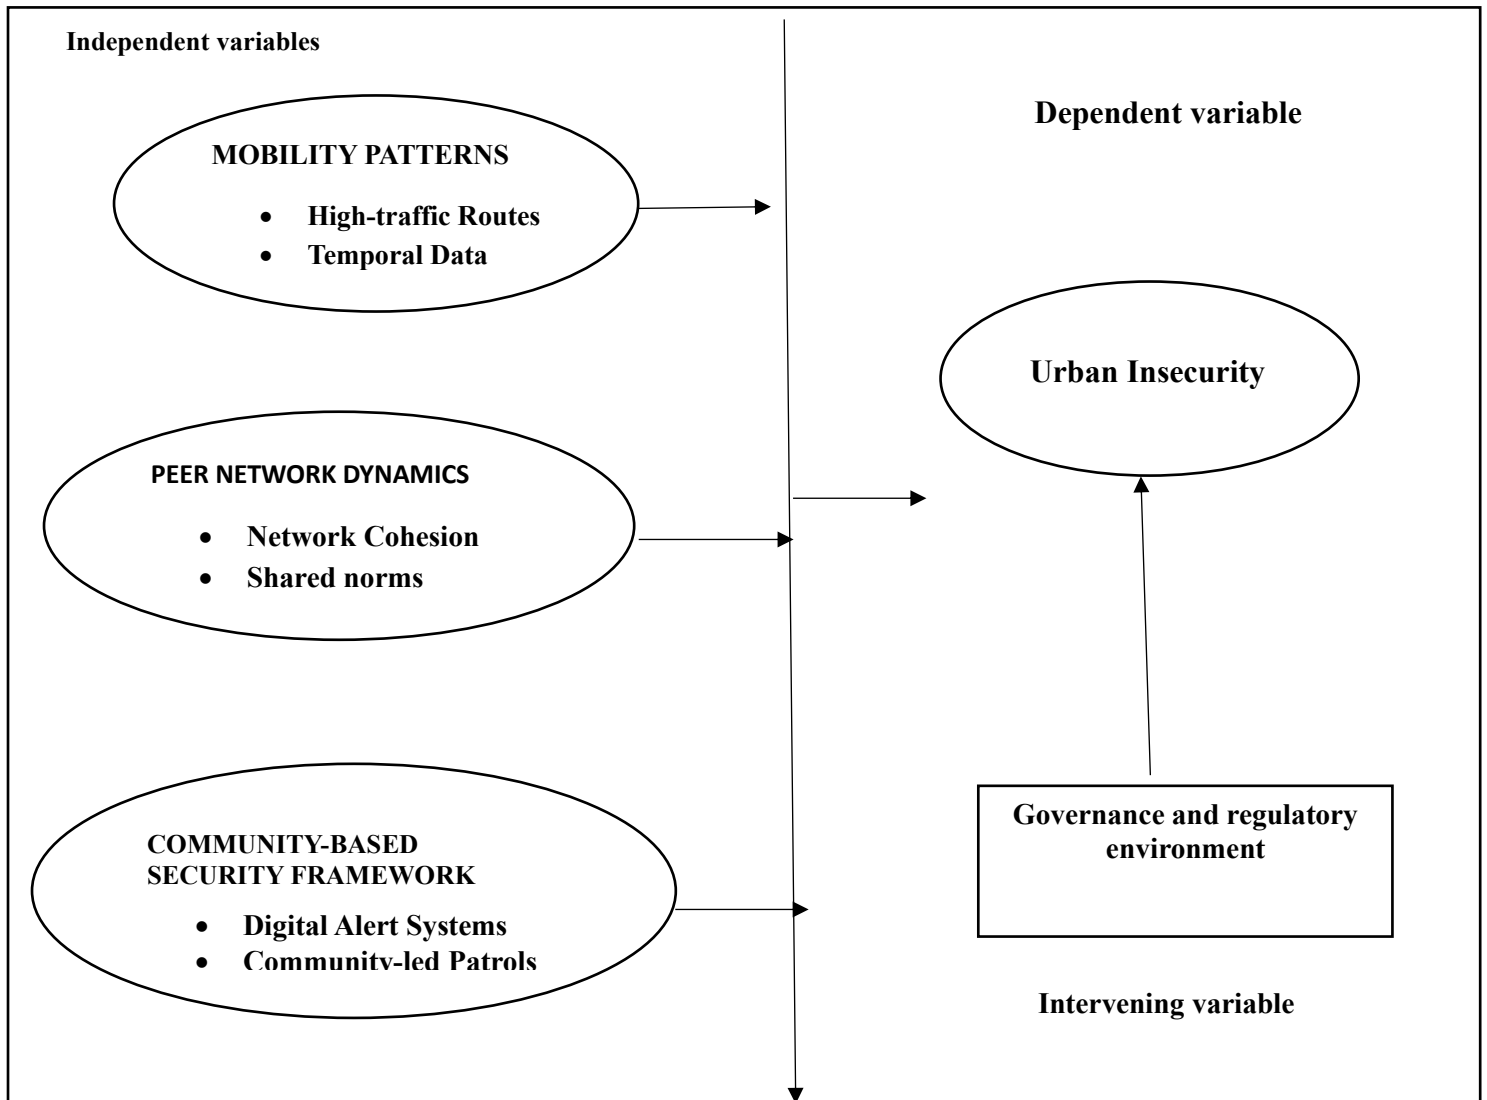 Independent variables
MOBILITY PATTERNS
• High-traffic Routes
• Temporal Data
PEER NETWORK DYNAMICS
• Network Cohesion
• Shared norms
COMMUNITY-BASED
SECURITY FRAMEWORK
• Digital Alert Systems
• Community-led Patrols
Dependent variable
Urban Insecurity
Governance and regulatory
environment
Intervening variable